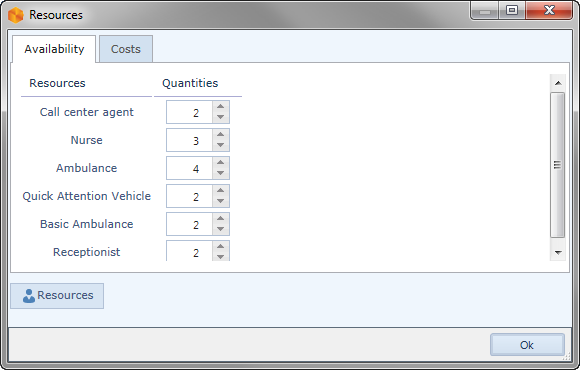 Resources
Availability Costs
Resources Quantities
Call center agent 2
Nurse 3
Ambulance 4
Quick Attention Vehicle 2
Basic Ambulance 2
Receptionist 2
Resources
Ok